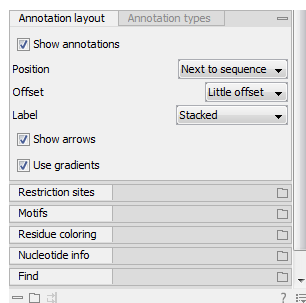 Annotation layout Annotation types
Show annotations
Position Next to sequence
Offset Little offset
Label Stacked
Show arrows
Use gradients
Restriction sites
Motifs
Residue coloring
Nucleotide info
Find
?